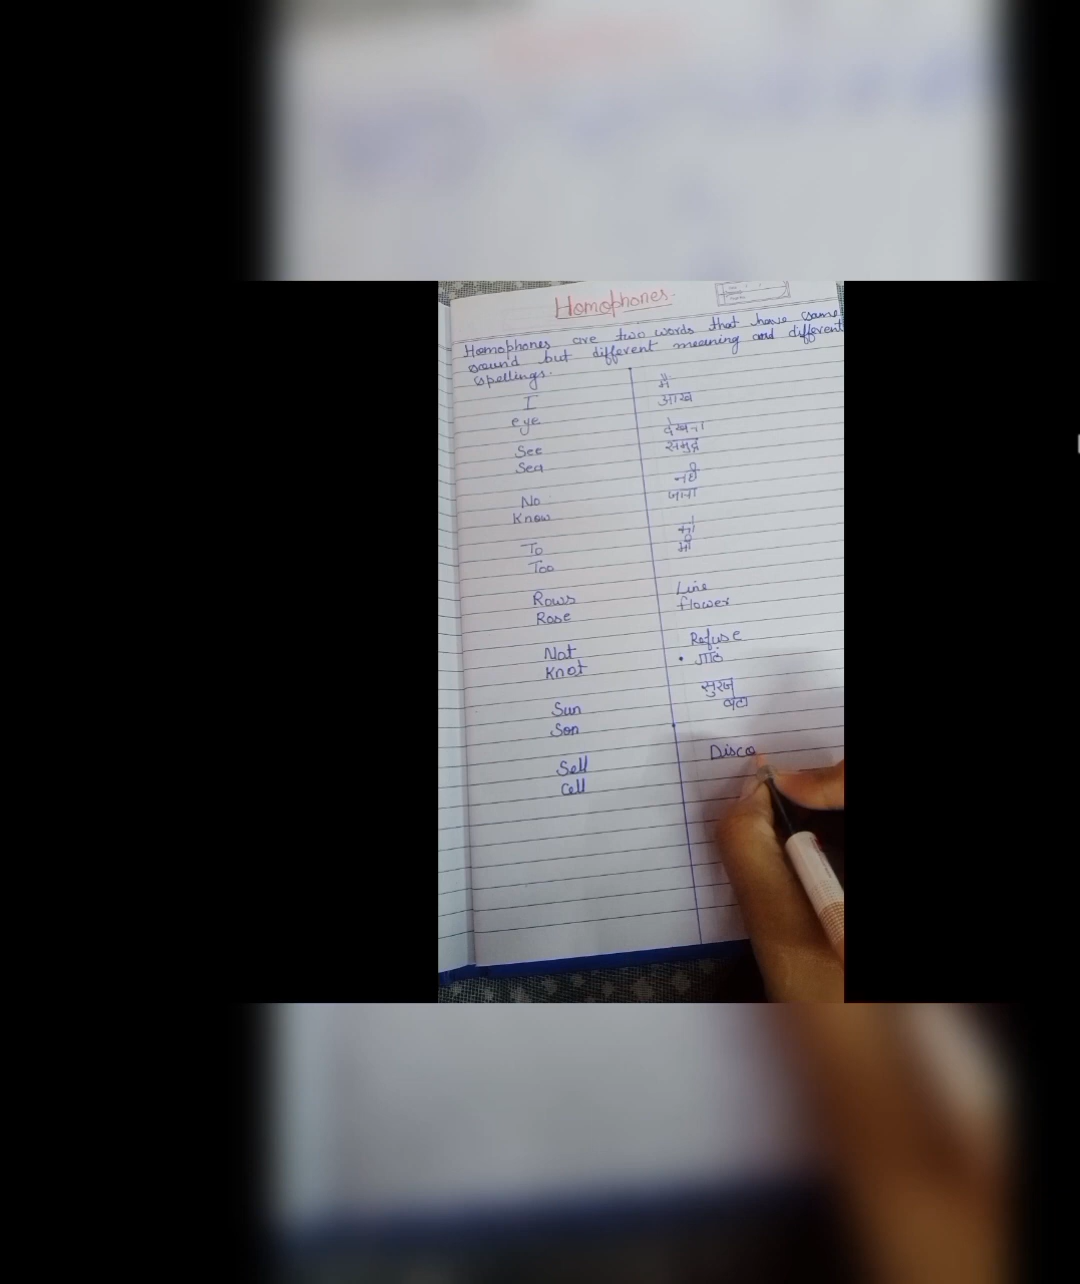 Homophones.
Homophones are two words that have same
sound but different meaning and different
spellings.
I मैं
eye आख
See देखना
Sea समुद्र
No नही
Know जाना
To को
Too भी
Rows Line
Rose flower
Not Refuse
Knot • गाठं
Sun सुरज
Son बेटा
Sell Disco
Cell